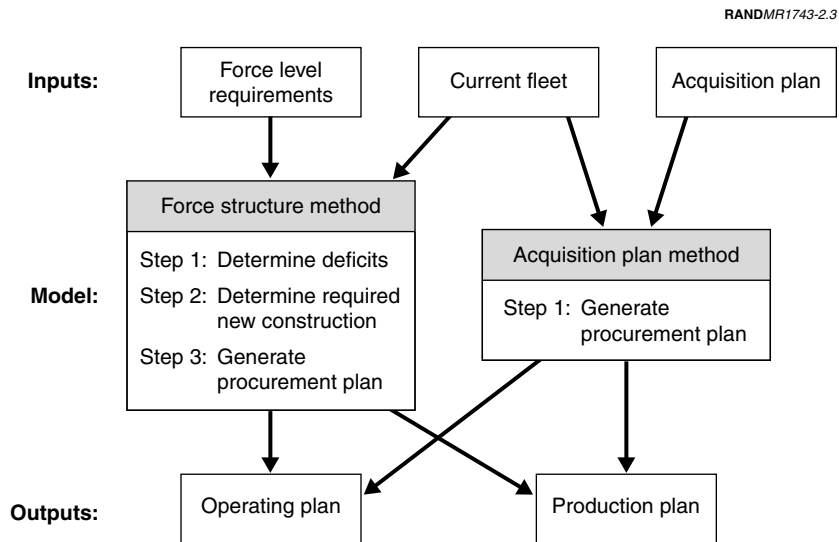 RANDMR1743-2.3
Inputs:
Force level
requirements
Current fleet
Acquisition plan
Model:
Force structure method
Step 1: Determine deficits
Step 2: Determine required
new construction
Step 3: Generate
procurement plan
Acquisition plan method
Step 1: Generate
procurement plan
Outputs:
Operating plan
Production plan